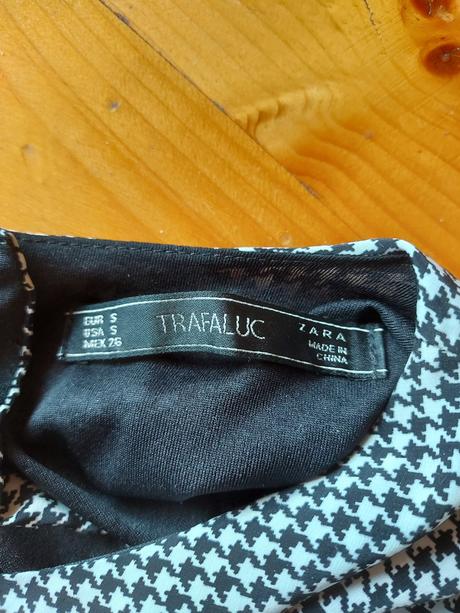 EUR S
USA S
MEX 26
TRAFALUC
ZARA
MADE IN
CHINA